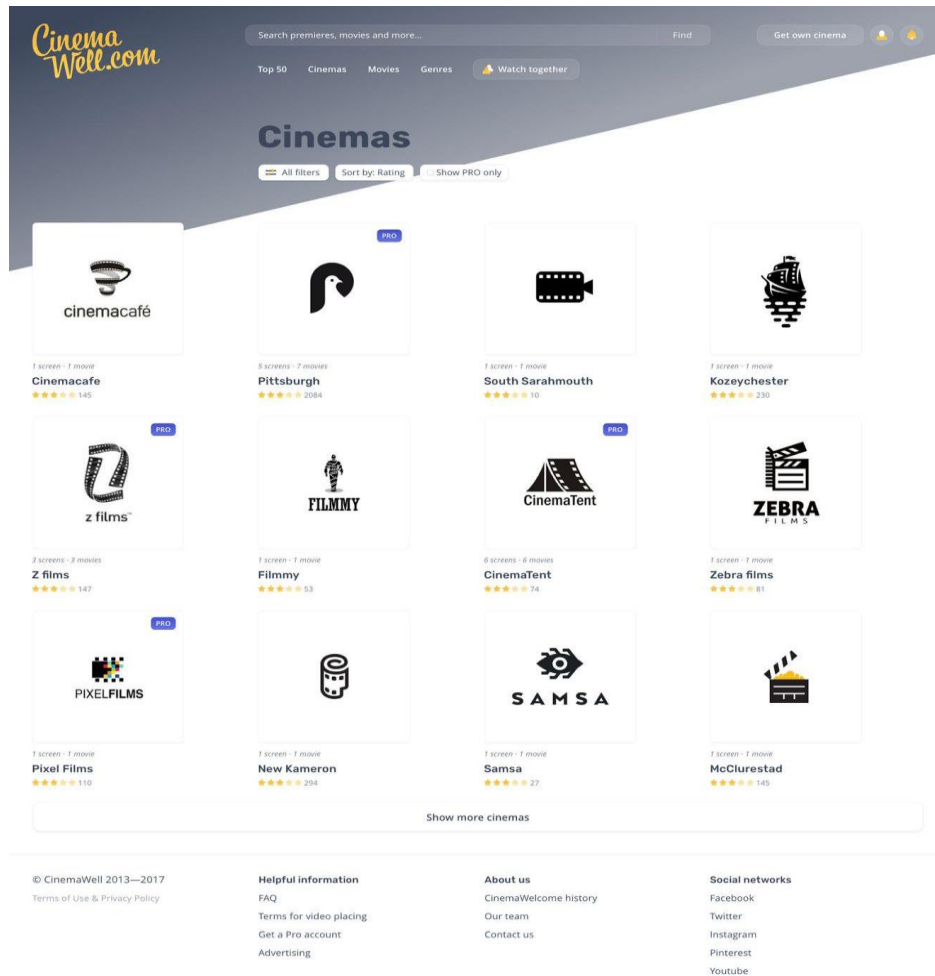 Cinema
Well.com
Search premieres, movies and more...
Find
Get own cinema
Top 50
Cinemas
Movies
Genres
Watch together
Cinemas
All filters
Sort by: Rating
Show PRO only
cinemacafé
1 screen - 1 movie
Cinemacafe
145
PRO
5 screens - 7 movies
Pittsburgh
2084
1 screen - 1 movie
South Sarahmouth
10
1 screen - 1 movie
Kozeychester
230
PRO
z films™
3 screens - 3 movies
Z films
147
FILMMY
1 screen - 1 movie
Filmmy
53
PRO
CinemaTent
6 screens - 6 movies
CinemaTent
74
ZEBRA
FILMS
1 screen - 1 movie
Zebra films
81
PRO
PIXELFILMS
1 screen - 1 movie
Pixel Films
110
1 screen - 1 movie
New Kameron
294
SAMSA
1 screen - 1 movie
Samsa
27
1 screen - 1 movie
McClurestad
145
Show more cinemas
© CinemaWell 2013—2017
Terms of Use & Privacy Policy
Helpful information
FAQ
Terms for video placing
Get a Pro account
Advertising
About us
CinemaWelcome history
Our team
Contact us
Social networks
Facebook
Twitter
Instagram
Pinterest
Youtube